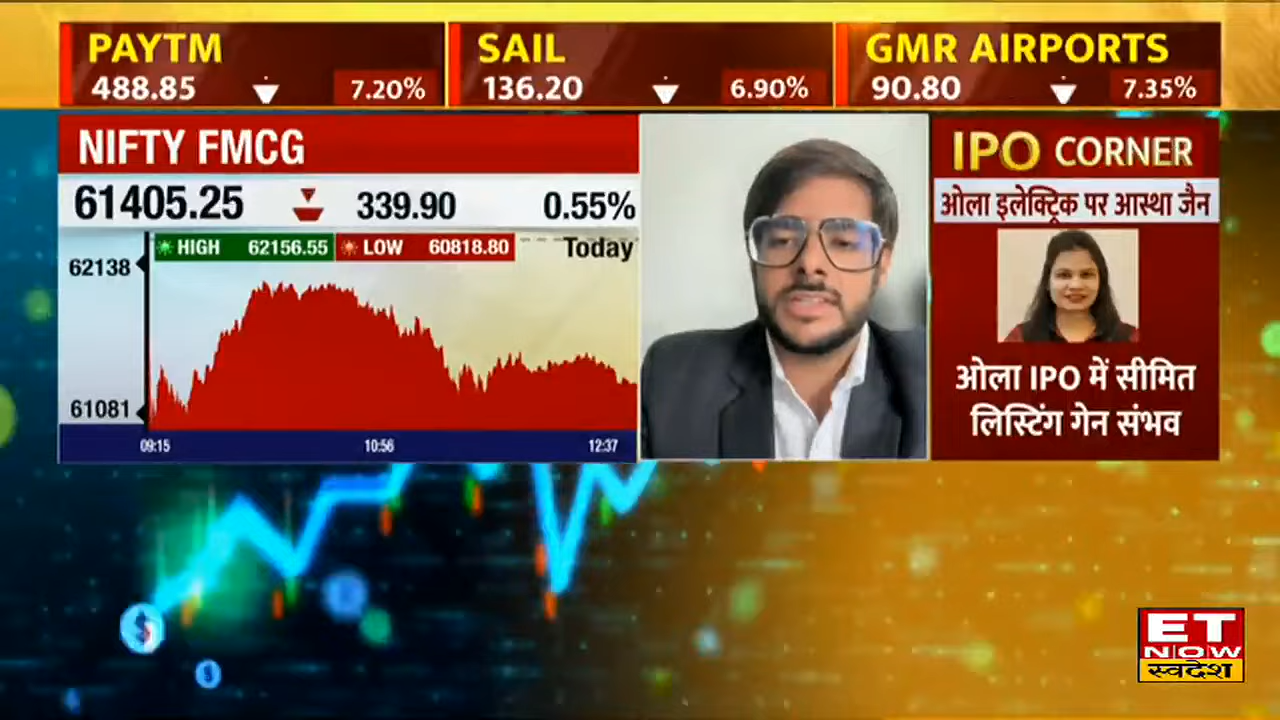 PAYTM
488.85 7.20%
SAIL
136.20 6.90%
GMR AIRPORTS
90.80 7.35%
NIFTY FMCG
61405.25 339.90 0.55%
HIGH 62156.55 LOW 60818.80 Today
62138
61081
09:15 10:56 12:37
IPO CORNER
ओला इलेक्ट्रिक पर आस्था जैन
ओला IPO में सीमित
लिस्टिंग गेन संभव
ET
NOW
स्वदेश